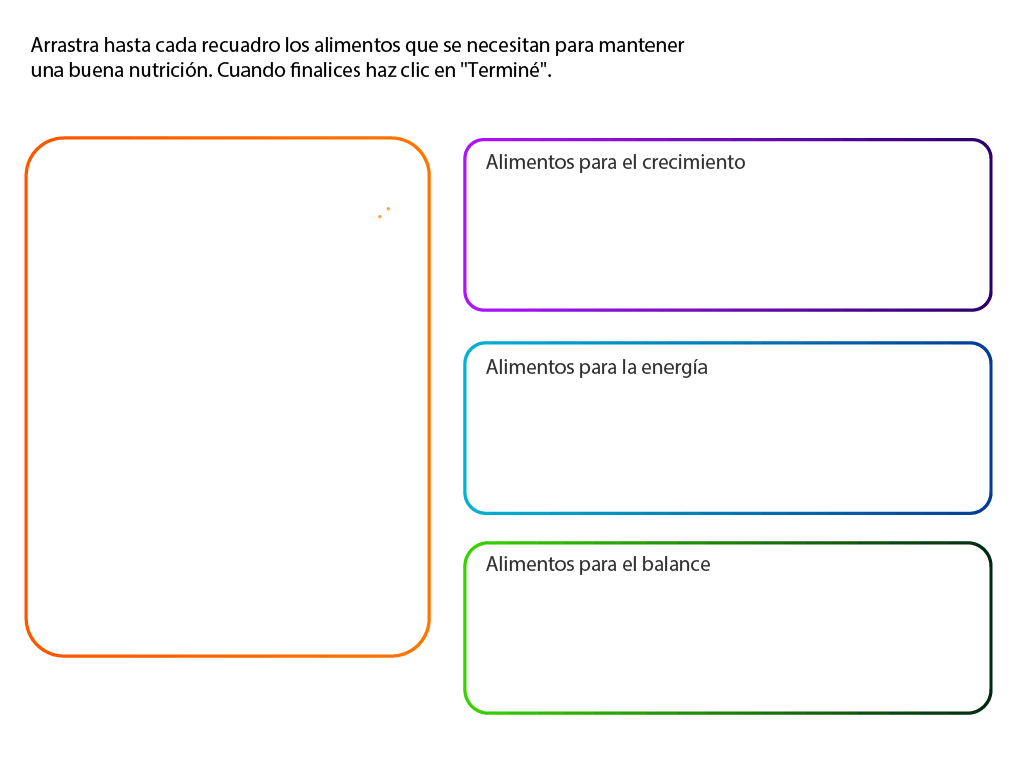 Arrastra hasta cada recuadro los alimentos que se necesitan para mantener
una buena nutrición. Cuando finalices haz clic en "Terminé".
Alimentos para el crecimiento
Alimentos para la energía
Alimentos para el balance